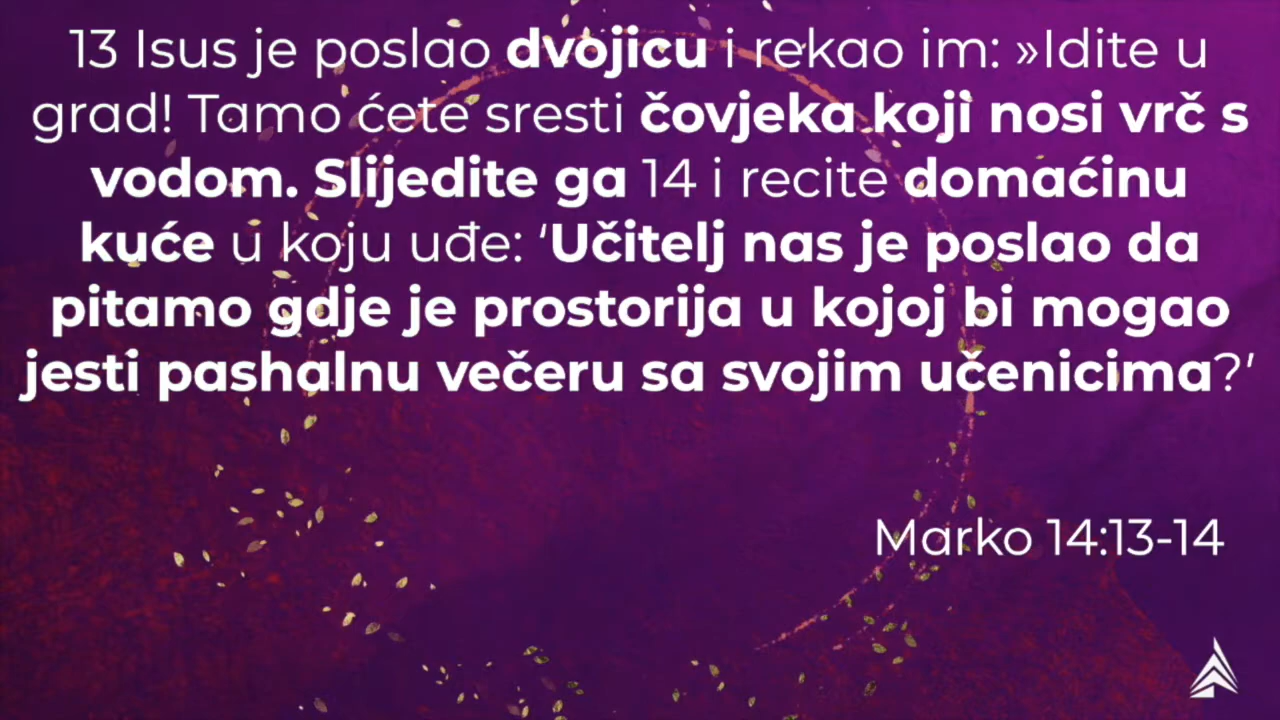 13 Isus je poslao dvojicu i rekao im: »Idite u
grad! Tamo ćete sresti čovjeka koji nosi vrč s
vodom. Slijedite ga 14 i recite domaćinu
kuće u koju uđe: ‘Učitelj nas je poslao da
pitamo gdje je prostorija u kojoj bi mogao
jesti pashalnu večeru sa svojim učenicima?’
Marko 14:13-14